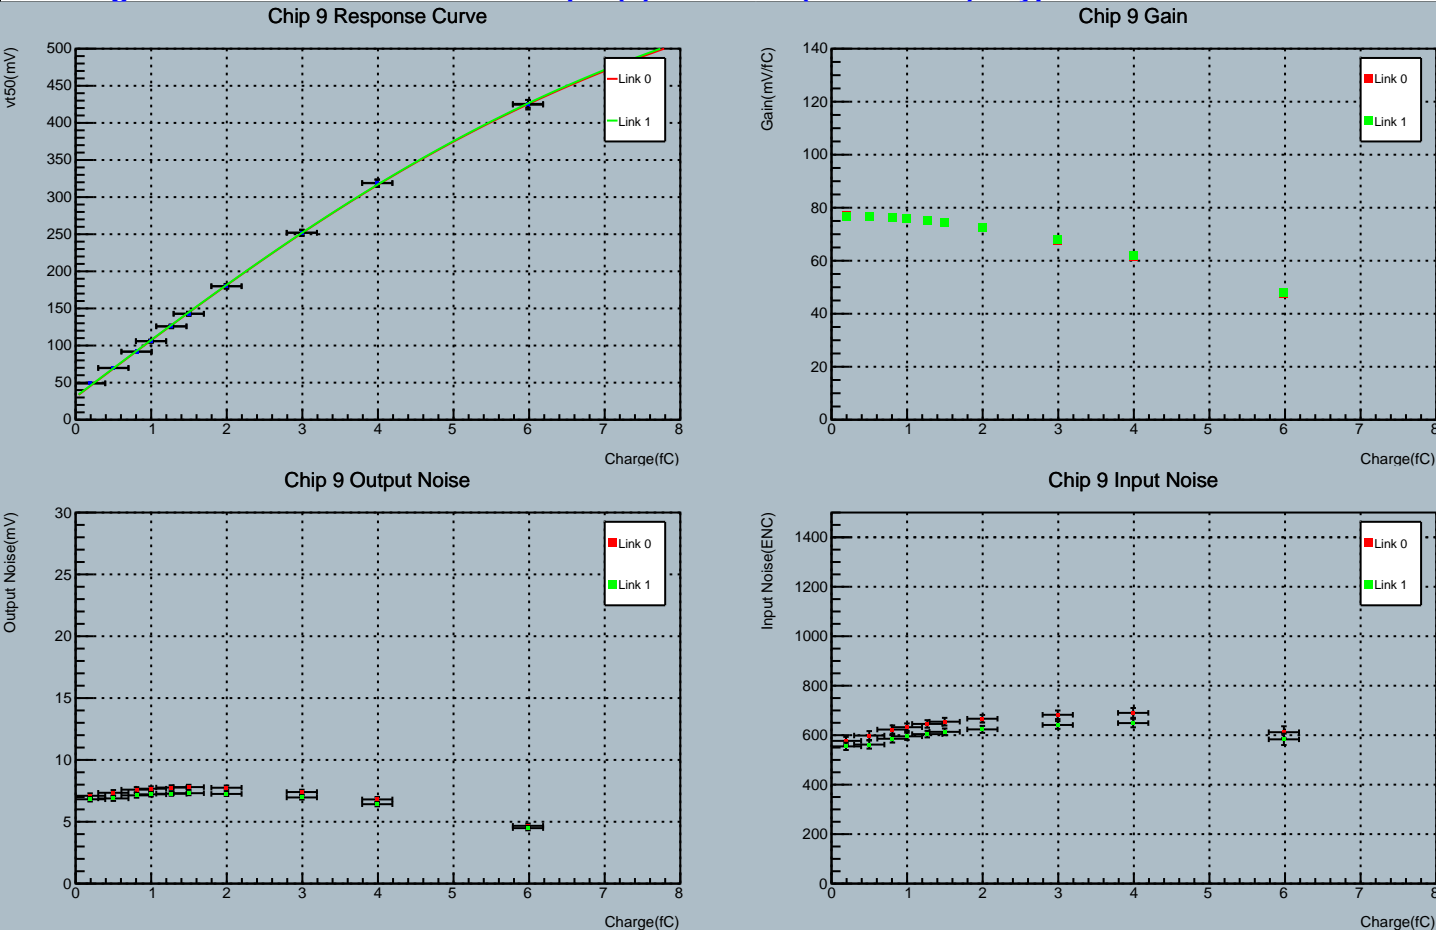 Chip 9 Response Curve
vt50(mV)
500
450
400
350
300
250
200
150
100
50
0
0 1 2 3 4 5 6 7 8
Charge(fC)
Link 0
Link 1
Chip 9 Gain
Gain(mV/fC)
140
120
100
80
60
40
20
0
0 1 2 3 4 5 6 7 8
Charge(fC)
Link 0
Link 1
Chip 9 Output Noise
Output Noise(mV)
30
25
20
15
10
5
0
0 1 2 3 4 5 6 7 8
Charge(fC)
Link 0
Link 1
Chip 9 Input Noise
Input Noise(ENC)
1400
1200
1000
800
600
400
200
0
0 1 2 3 4 5 6 7 8
Charge(fC)
Link 0
Link 1